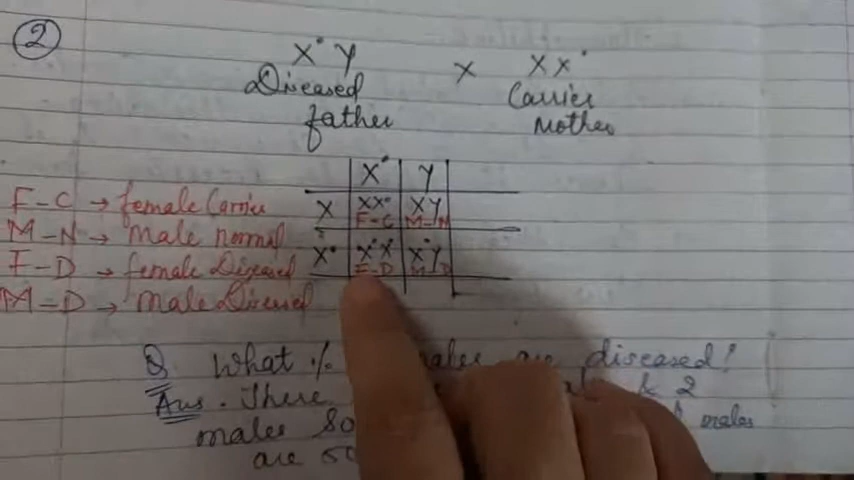 2
X• Y × X X•
Diseased Carrier
father Mother
X• Y
X XX• XY
F-C M-N
X• X•X• X•Y
F-D M-D
F-C → female Carrier
M-N → Male normal
F-D → female Diseased
M-D → Male Diseased
Q What % are diseased?
Ans. There & 2
males males
are